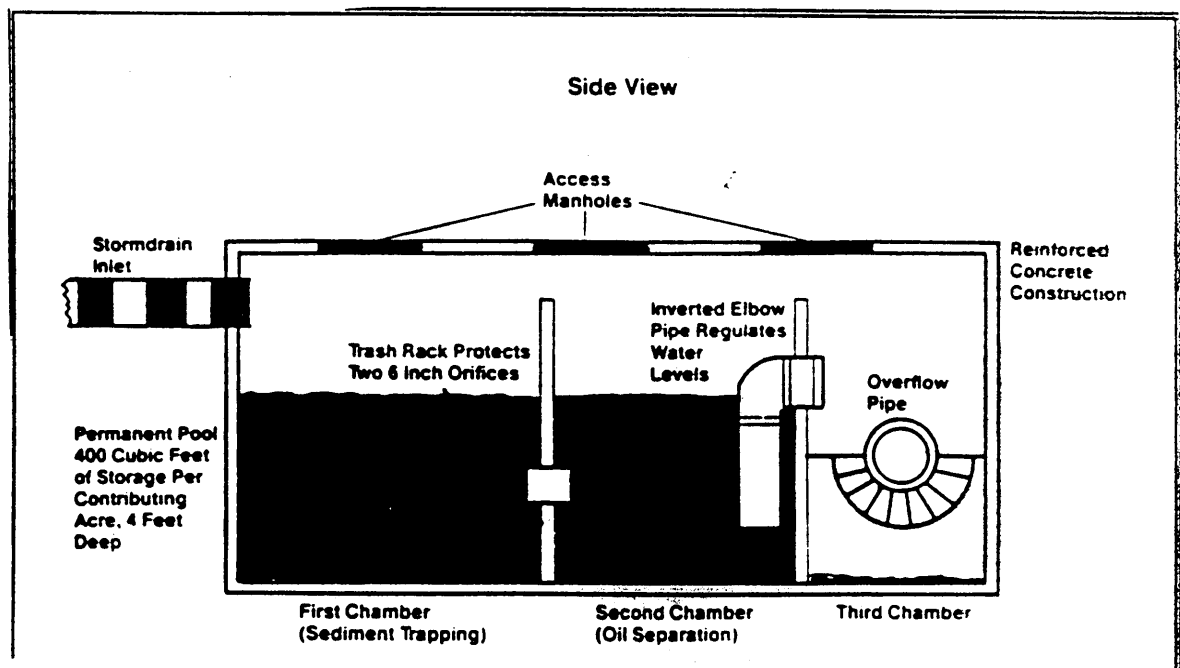 Side View
Access
Manholes
Stormdrain
Inlet
Reinforced
Concrete
Construction
Inverted Elbow
Pipe Regulates
Water
Levels
Trash Rack Protects
Two 6 Inch Orifices
Overflow
Pipe
Permanent Pool
400 Cubic Feet
of Storage Per
Contributing
Acre, 4 Feet
Deep
First Chamber
(Sediment Trapping)
Second Chamber
(Oil Separation)
Third Chamber